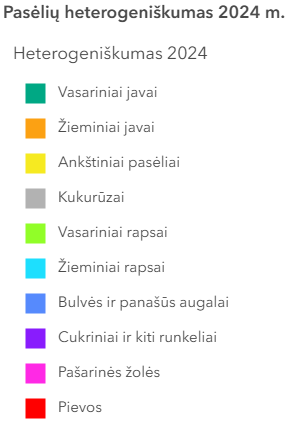 Pasėlių heterogeniškumas 2024 m.
Heterogeniškumas 2024
Vasariniai javai
Žieminiai javai
Ankštiniai pasėliai
Kukurūzai
Vasariniai rapsai
Žieminiai rapsai
Bulvės ir panašūs augalai
Cukriniai ir kiti runkeliai
Pašarinės žolės
Pievos